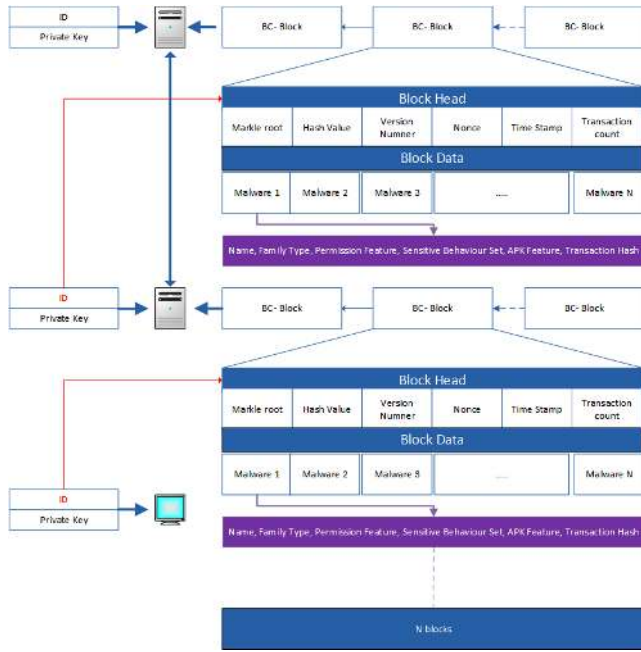 ID
Private Key
BC- Block
BC- Block
BC- Block
Block Head
Markle root
Hash Value
Version
Numner
Nonce
Time Stamp
Transaction
count
Block Data
Malware 1
Malware 2
Malware 3
.....
Malware N
Name, Family Type, Permission Feature, Sensitive Behaviour Set, APK Feature, Transaction Hash
ID
Private Key
BC- Block
BC- Block
BC- Block
Block Head
Markle root
Hash Value
Version
Numner
Nonce
Time Stamp
Transaction
count
Block Data
Malware 1
Malware 2
Malware 3
.....
Malware N
ID
Private Key
Name, Family Type, Permission Feature, Sensitive Behaviour Set, APK Feature, Transaction Hash
N blocks